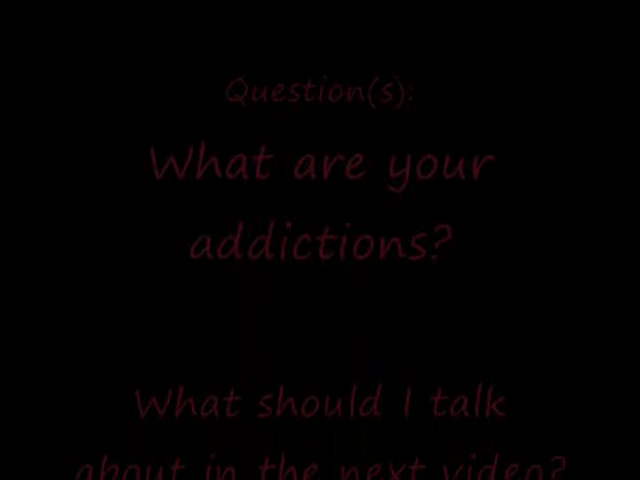 Question(s):
What are your
addictions?
What should I talk
about in the next video?